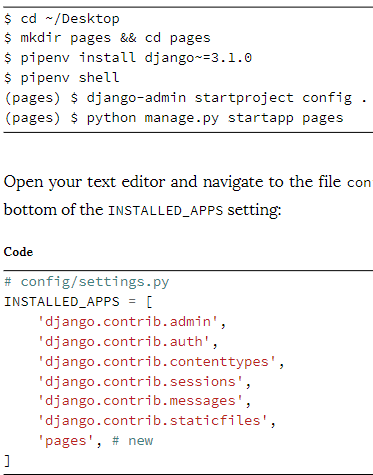 $ cd ~/Desktop
$ mkdir pages && cd pages
$ pipenv install django~=3.1.0
$ pipenv shell
(pages) $ django-admin startproject config .
(pages) $ python manage.py startapp pages
Open your text editor and navigate to the file con
bottom of the INSTALLED_APPS setting:
Code
# config/settings.py
INSTALLED_APPS = [
    'django.contrib.admin',
    'django.contrib.auth',
    'django.contrib.contenttypes',
    'django.contrib.sessions',
    'django.contrib.messages',
    'django.contrib.staticfiles',
    'pages', # new
]